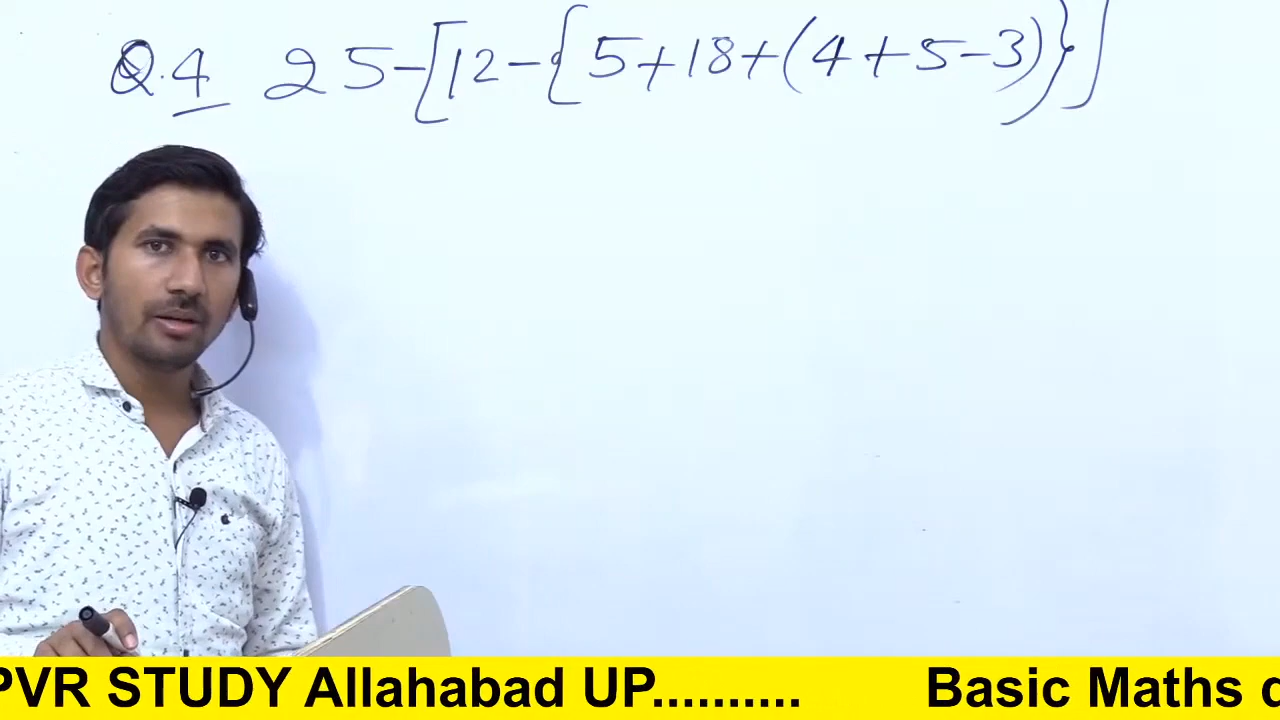 Q.4 25-[12-{5+18+(4+5-3)}]
PVR STUDY Allahabad UP.......... Basic Maths